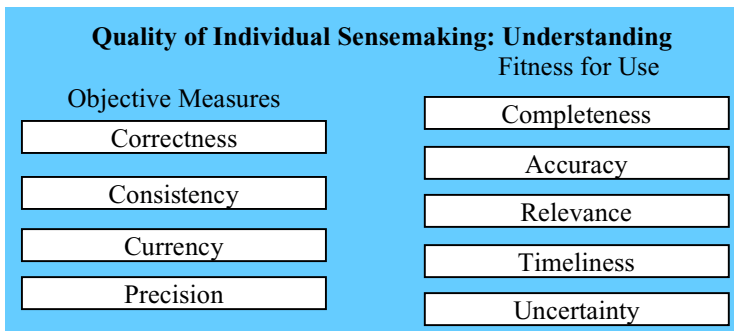 Quality of Individual Sensemaking: Understanding
Objective Measures
Correctness
Consistency
Currency
Precision
Fitness for Use
Completeness
Accuracy
Relevance
Timeliness
Uncertainty